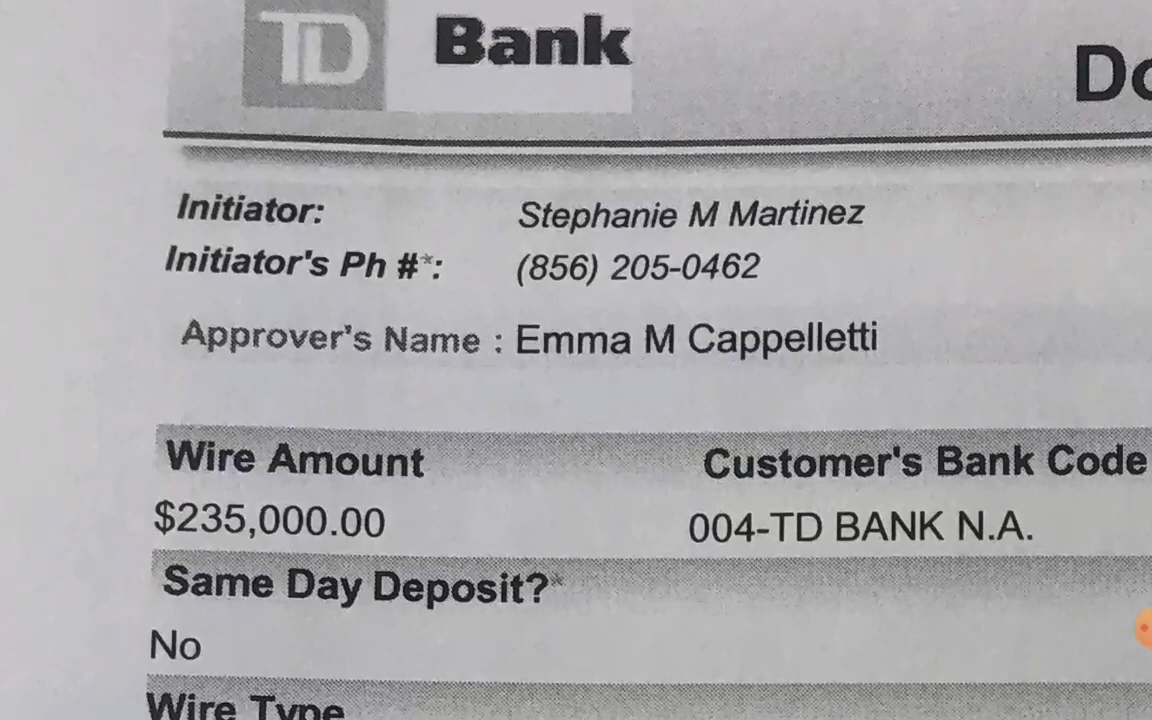 TD Bank
Do
Initiator: Stephanie M Martinez
Initiator's Ph #*: (856) 205-0462
Approver's Name : Emma M Cappelletti
Wire Amount Customer's Bank Code
$235,000.00 004-TD BANK N.A.
Same Day Deposit?*
No
Wire Type